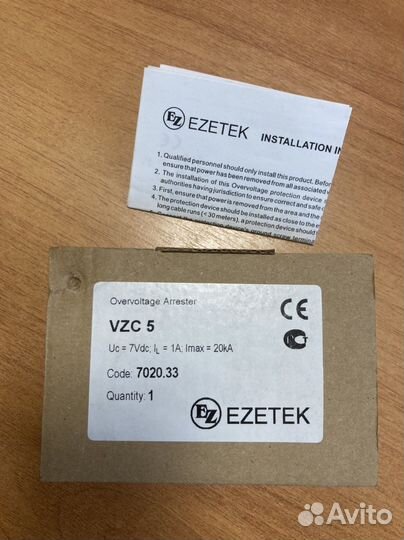 EZ EZETEK
INSTALLATION IN
1. Qualified personnel should only install this product. Befor
ensure that power has been removed from all associated
2. The installation of this Overvoltage protection device
authorities having jurisdiction to ensure correct and safe
3. First, ensure that power is removed from the area and the
4. The protection device should be installed as close to the e
long cable runs (< 30 meters), a protection device should
Overvoltage Arrester
CE
VZC 5
Uc = 7Vdc; IL = 1A; Imax = 20kA
Code: 7020.33
Quantity: 1
EZ EZETEK
Avito